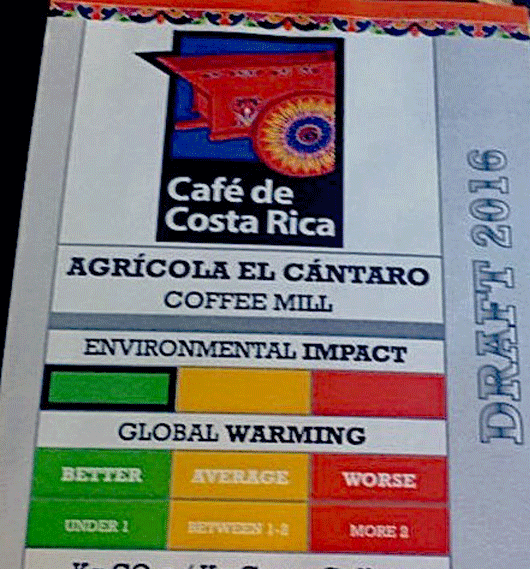 Café de
Costa Rica
AGRÍCOLA EL CÁNTARO
COFFEE MILL
ENVIRONMENTAL IMPACT
GLOBAL WARMING
BETTER AVERAGE WORSE
UNDER 1 BETWEEN 1-2 MORE 2
DRAFT 2016